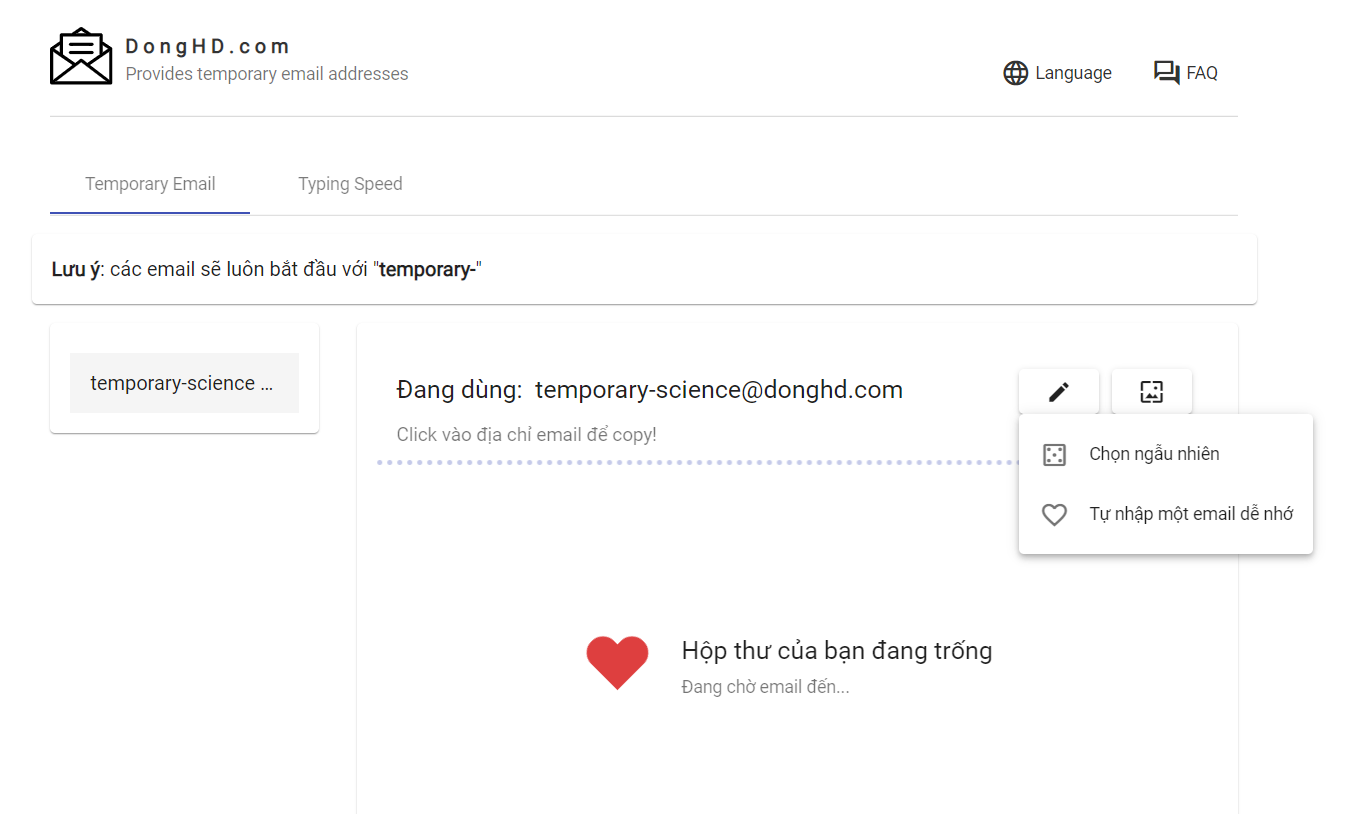 DongHD.com
Provides temporary email addresses
Language
FAQ
Temporary Email
Typing Speed
Lưu ý: các email sẽ luôn bắt đầu với "temporary-"
temporary-science ...
Đang dùng: temporary-science@donghd.com
Click vào địa chỉ email để copy!
Chọn ngẫu nhiên
Tự nhập một email dễ nhớ
Hộp thư của bạn đang trống
Đang chờ email đến...